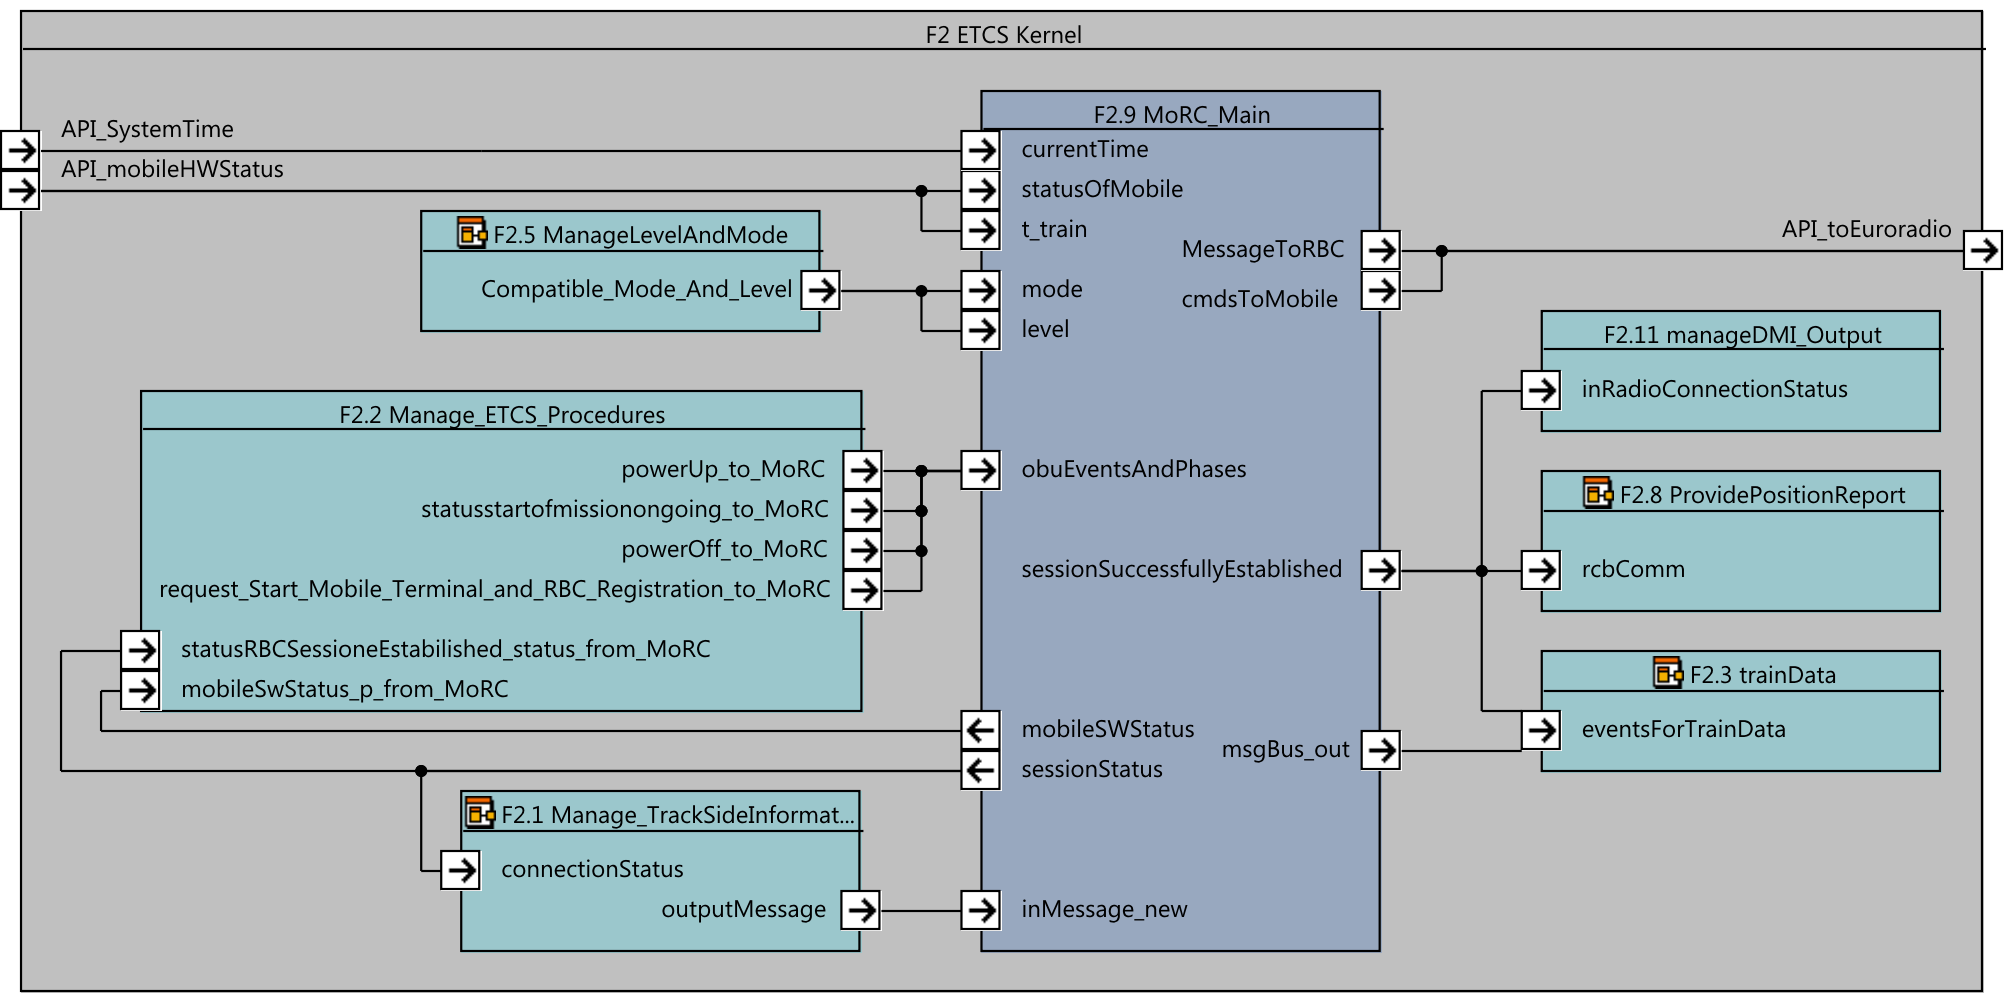 F2 ETCS Kernel
API_SystemTime
API_mobileHWStatus
F2.9 MoRC_Main
currentTime
statusOfMobile
t_train
mode
level
obuEventsAndPhases
MessageToRBC
cmdsToMobile
sessionSuccessfullyEstablished
mobileSWStatus
msgBus_out
sessionStatus
inMessage_new
F2.5 ManageLevelAndMode
Compatible_Mode_And_Level
F2.2 Manage_ETCS_Procedures
powerUp_to_MoRC
statusstartofmissionongoing_to_MoRC
powerOff_to_MoRC
request_Start_Mobile_Terminal_and_RBC_Registration_to_MoRC
statusRBCSessioneEstabilished_status_from_MoRC
mobileSwStatus_p_from_MoRC
F2.1 Manage_TrackSideInformat...
connectionStatus
outputMessage
API_toEuroradio
F2.11 manageDMI_Output
inRadioConnectionStatus
F2.8 ProvidePositionReport
rcbComm
F2.3 trainData
eventsForTrainData